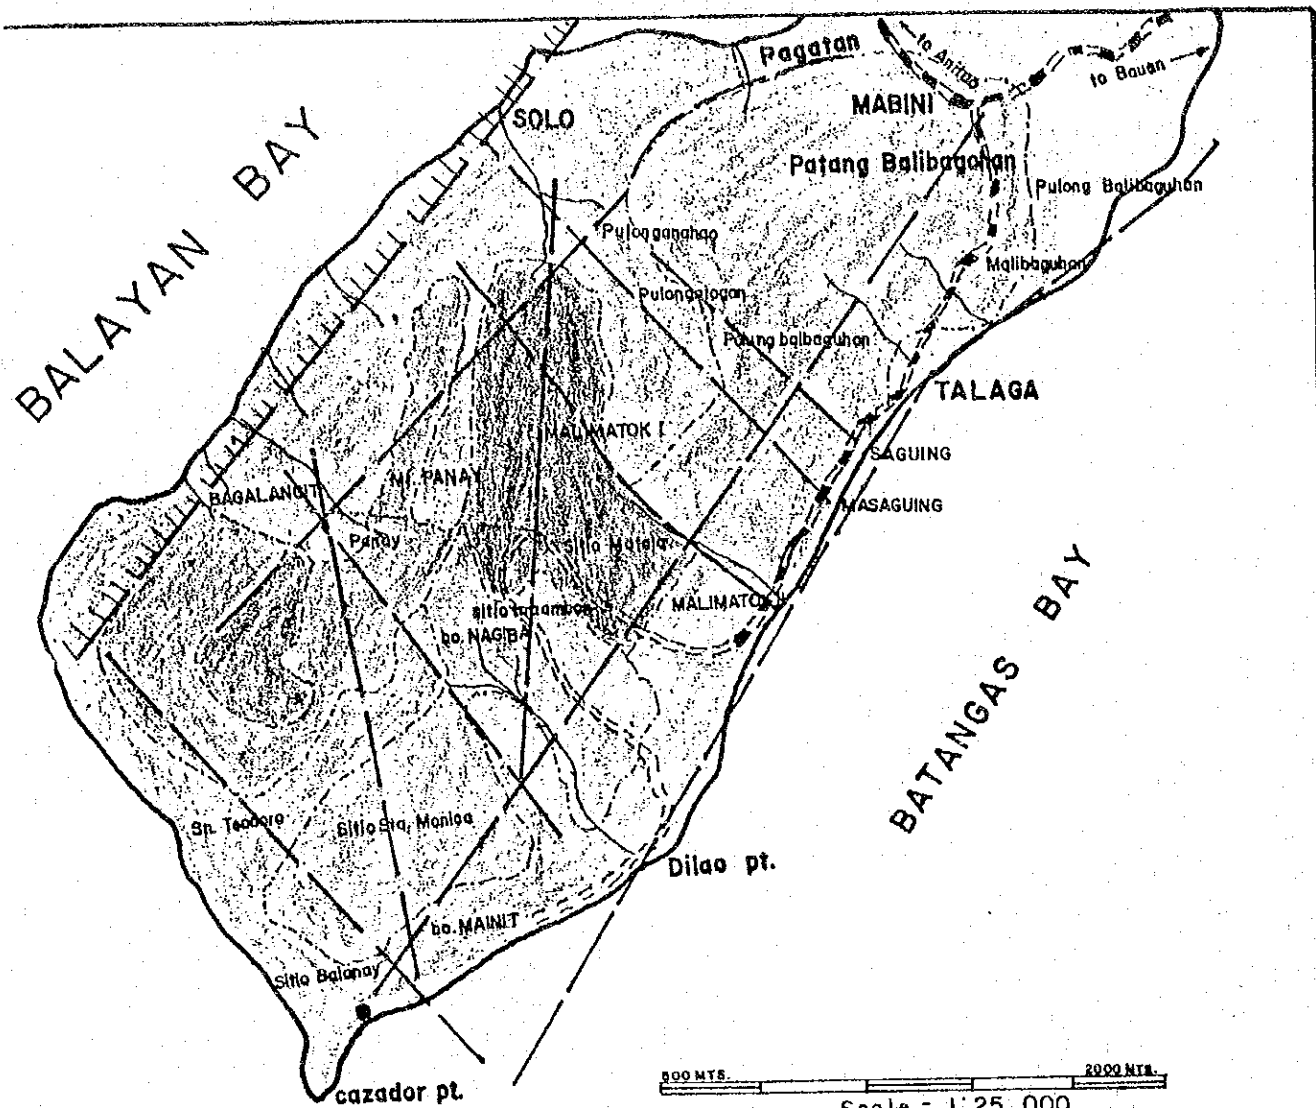 Pagatan
to Anilao
to Bauan
MABINI
SOLO
BALAYAN BAY
Patang Balibagohan
Pulong Balibaguhan
Pulonganahao
Malibaguhan
Pulongalogan
Pulung balbaguhan
TALAGA
MALIMATOK I
SAGUING
MT. PANAY
BAGALANGIT
MASAGUING
Panay
Sitio Matala
MALIMATOK II
bo. NAGIBA
BATANGAS BAY
Sn. Teodoro
Sitio Sta. Monica
Dilao pt.
bo. MAINIT
Sitio Balanay
cazador pt.
500 MTS.
2000 MTS.
Scale - 1:25,000